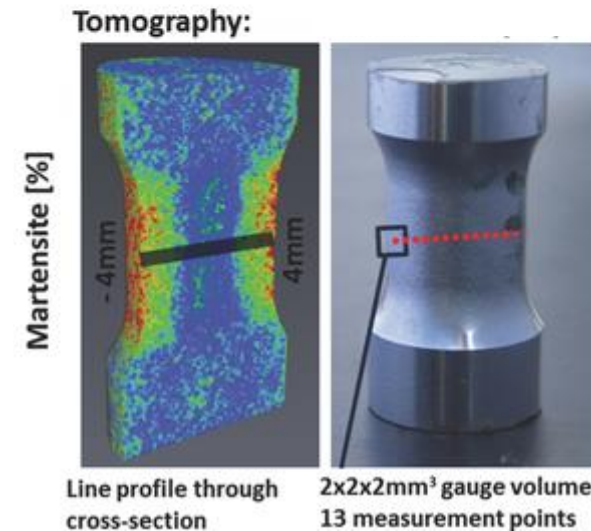 Tomography:
Martensite [%]
- 4mm
4mm
Line profile through
cross-section
2x2x2mm³ gauge volume
13 measurement points